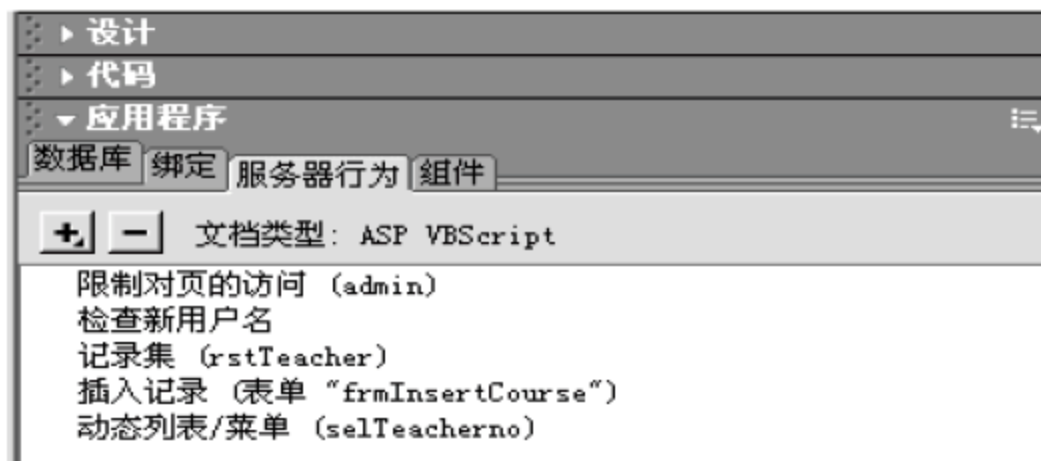 设计
代码
应用程序
数据库 绑定 服务器行为 组件
文档类型: ASP VBScript
限制对页的访问 (admin)
检查新用户名
记录集 (rstTeacher)
插入记录 (表单 "frmInsertCourse")
动态列表/菜单 (selTeacherno)